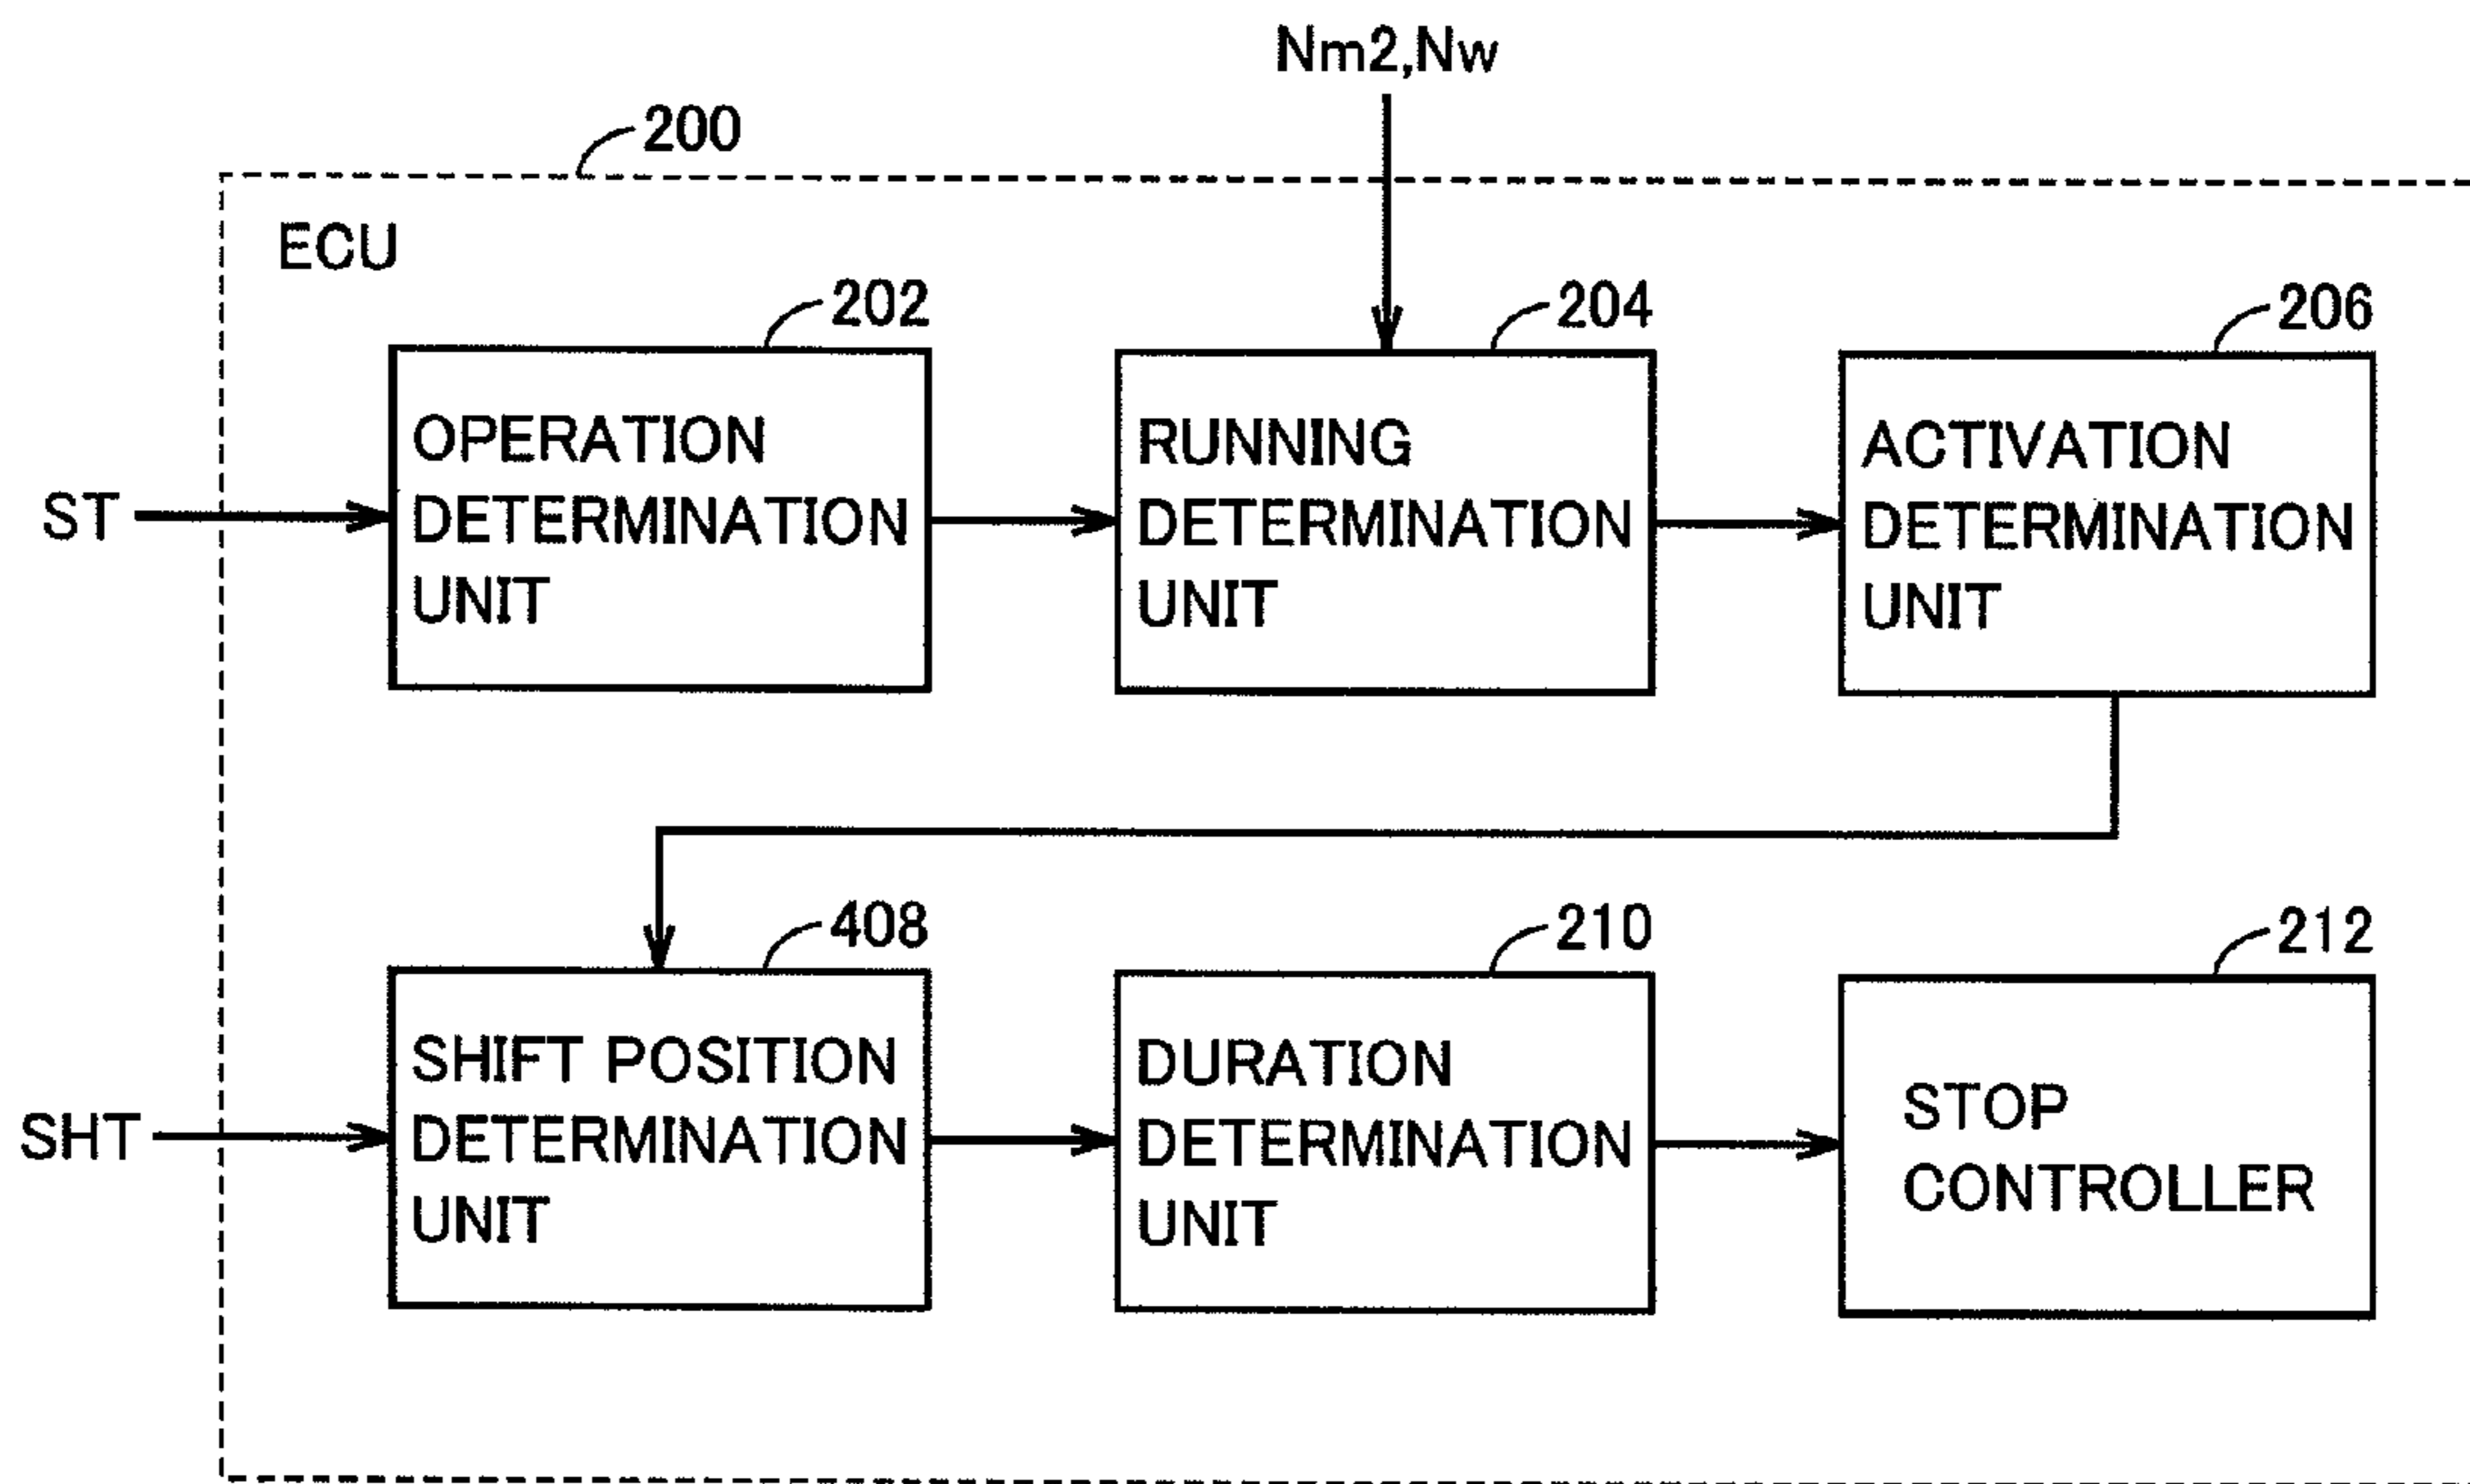 Nm2,Nw
200
ECU
202
204
206
OPERATION
DETERMINATION
UNIT
RUNNING
DETERMINATION
UNIT
ACTIVATION
DETERMINATION
UNIT
ST
408
210
212
SHIFT POSITION
DETERMINATION
UNIT
DURATION
DETERMINATION
UNIT
STOP
CONTROLLER
SHT